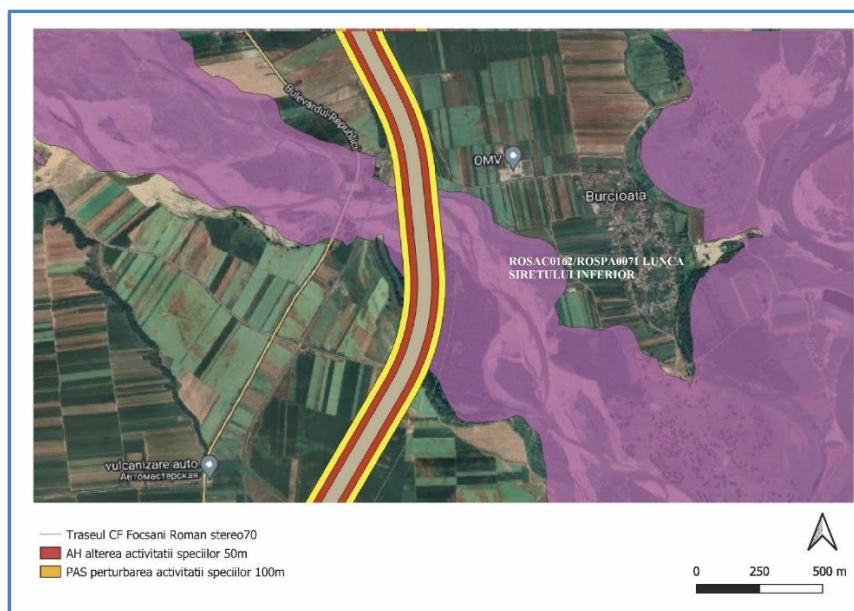 Bulevardul Republicii
OMV
Burcioaia
ROSAC0162/ROSPA0071 LUNCA
SIRETULUI INFERIOR
vulcanizare auto
Автомастерская
Traseul CF Focsani Roman stereo70
AH alterea activitatii speciilor 50m
PAS perturbarea activitatii speciilor 100m
0 250 500 m